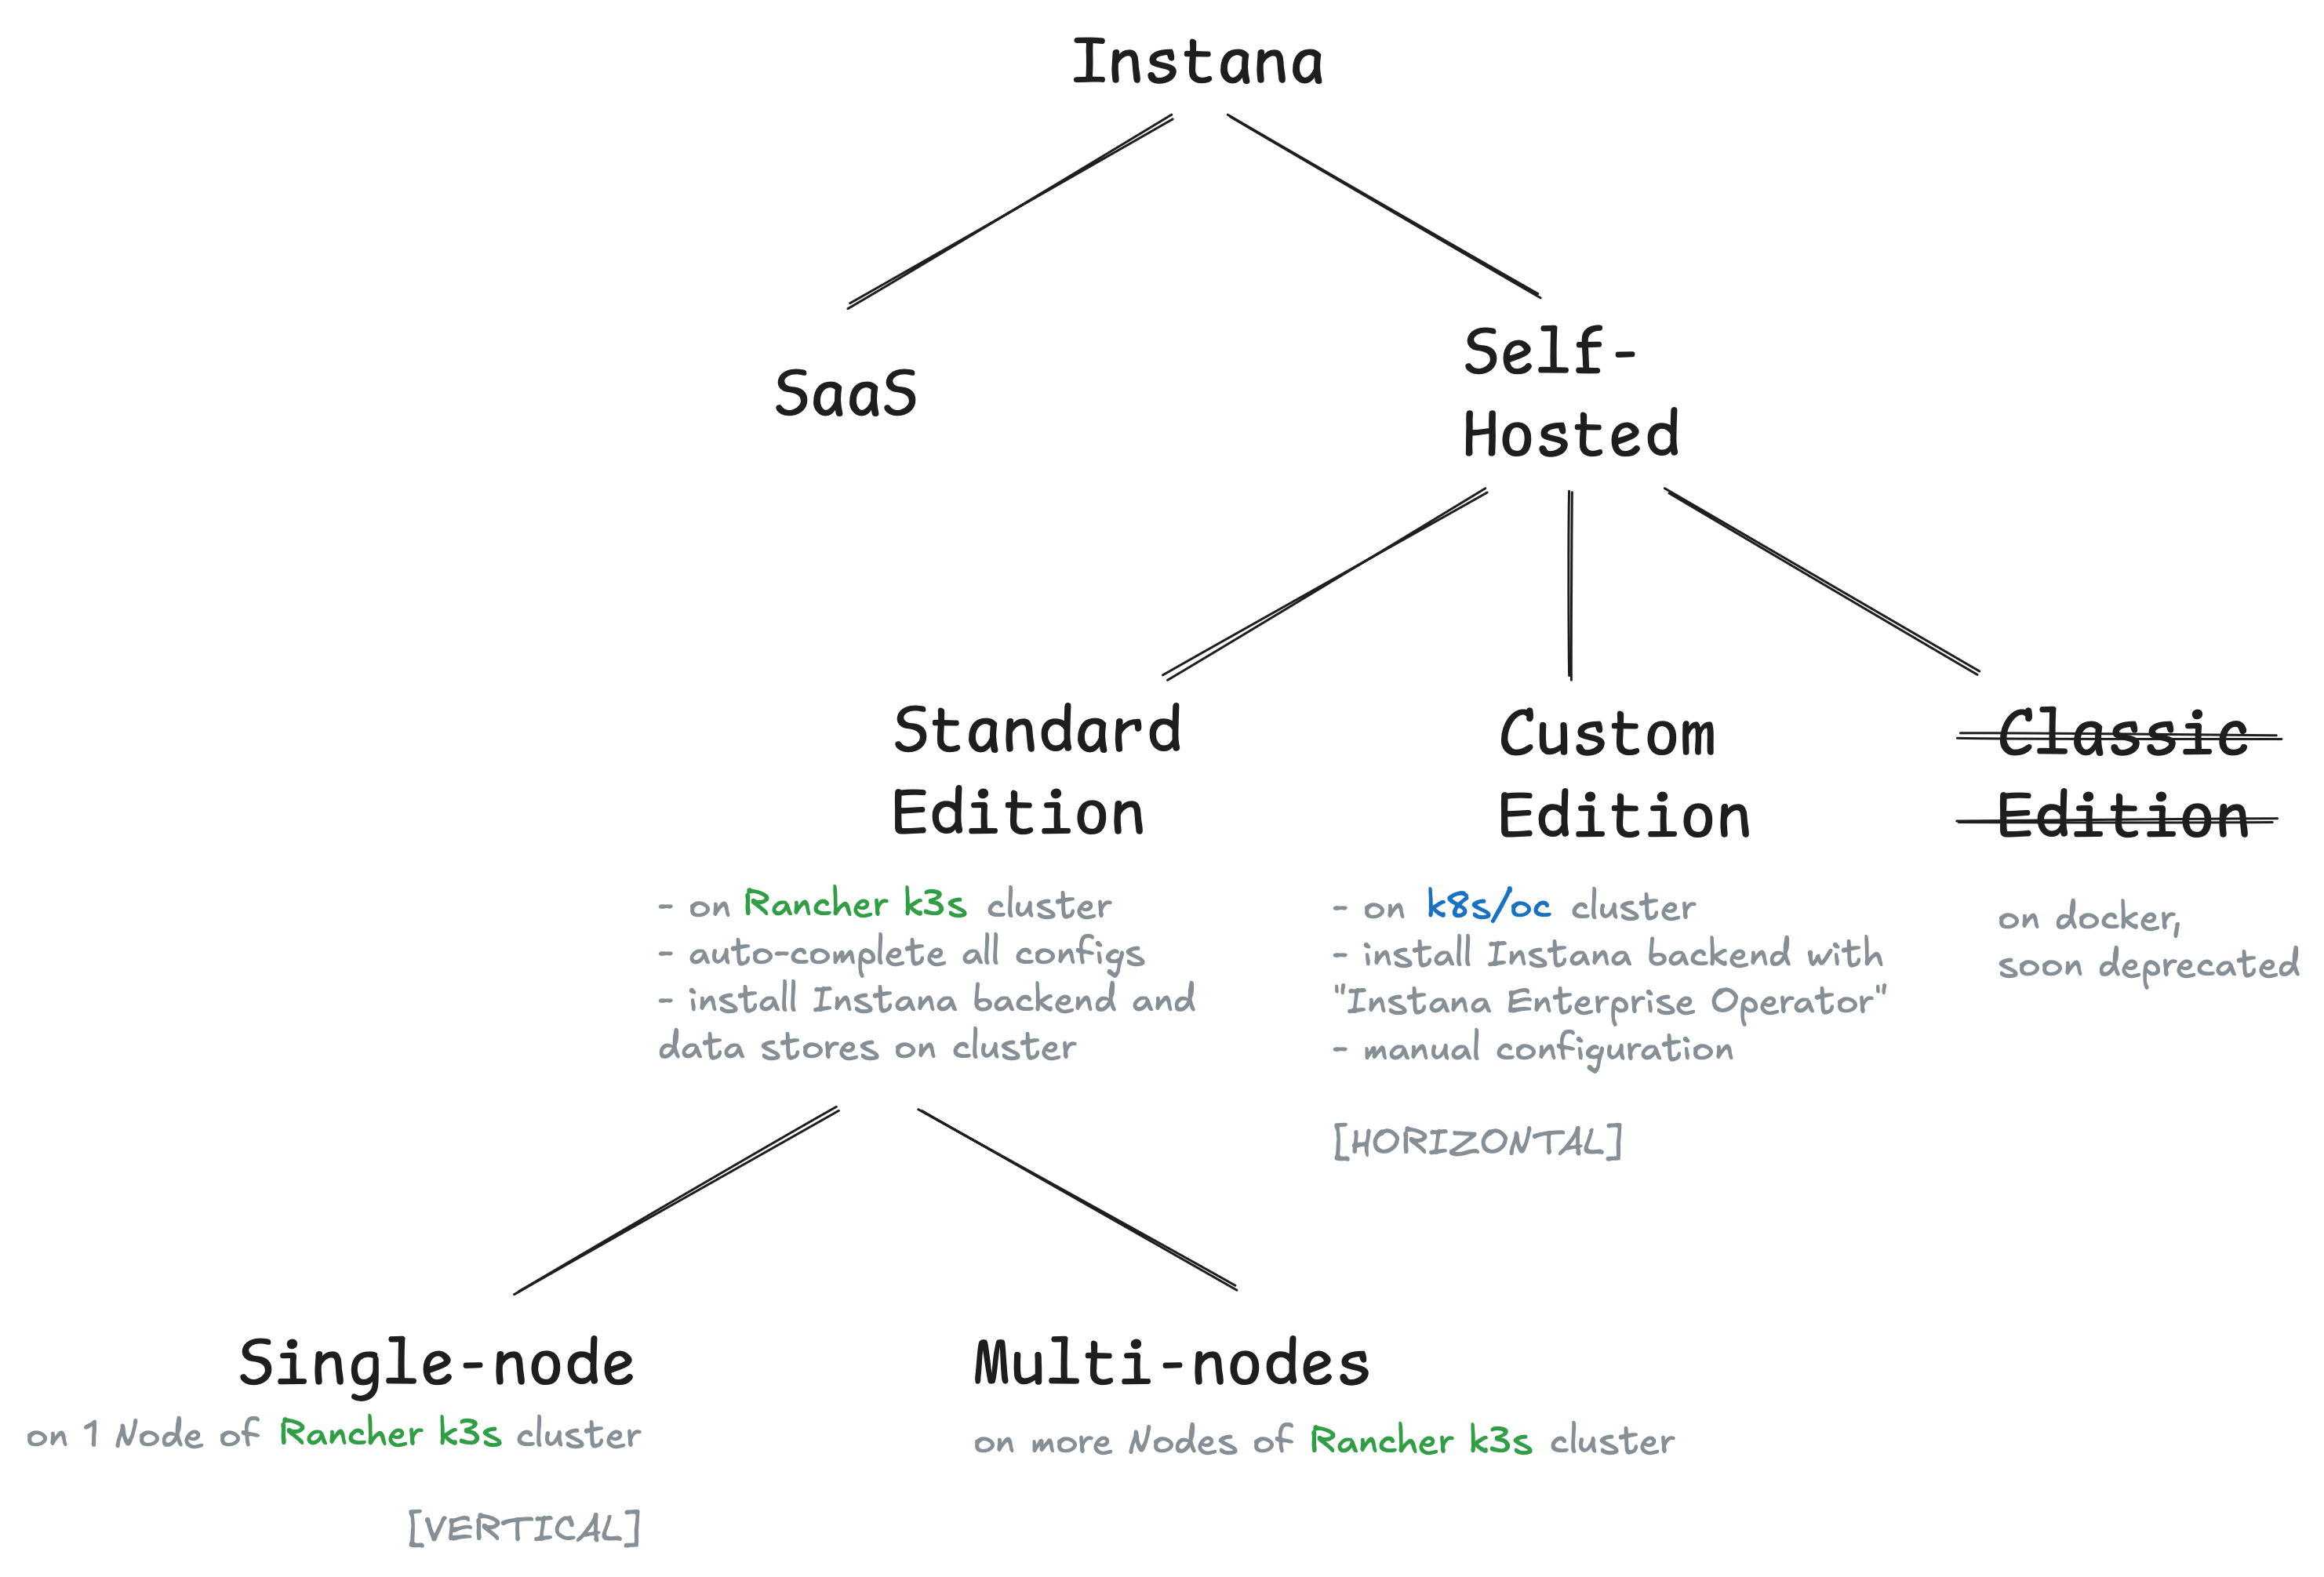 Instana
SaaS
Self-
Hosted
Standard
Edition
- on Rancher k3s cluster
- auto-complete all configs
- install Instana backend and
data stores on cluster
Custom
Edition
- on k8s/oc cluster
- install Instana backend with
"Instana Enterprise Operator"
- manual configuration
[HORIZONTAL]
Classic
Edition
on docker,
soon deprecated
Single-node
on 1 Node of Rancher k3s cluster
[VERTICAL]
Multi-nodes
on more Nodes of Rancher k3s cluster